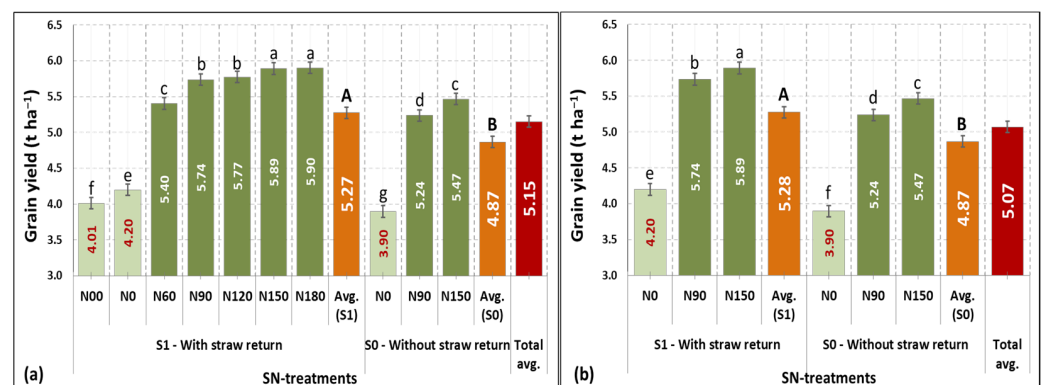 6.5
6.0
5.5
5.0
4.5
4.0
3.5
3.0
Grain yield (t ha⁻¹)
f e c b b a a A g d c B
4.01 4.20 5.40 5.74 5.77 5.89 5.90 5.27 3.90 5.24 5.47 4.87 5.15
N00 N0 N60 N90 N120 N150 N180 Avg. (S1) N0 N90 N150 Avg. (S0)
S1 - With straw return S0 - Without straw return Total avg.
(a) SN-treatments
6.5
6.0
5.5
5.0
4.5
4.0
3.5
3.0
Grain yield (t ha⁻¹)
e b a A f d c B
4.20 5.74 5.89 5.28 3.90 5.24 5.47 4.87 5.07
N0 N90 N150 Avg. (S1) N0 N90 N150 Avg. (S0)
S1 - With straw return S0 - Without straw return Total avg.
(b) SN-treatments